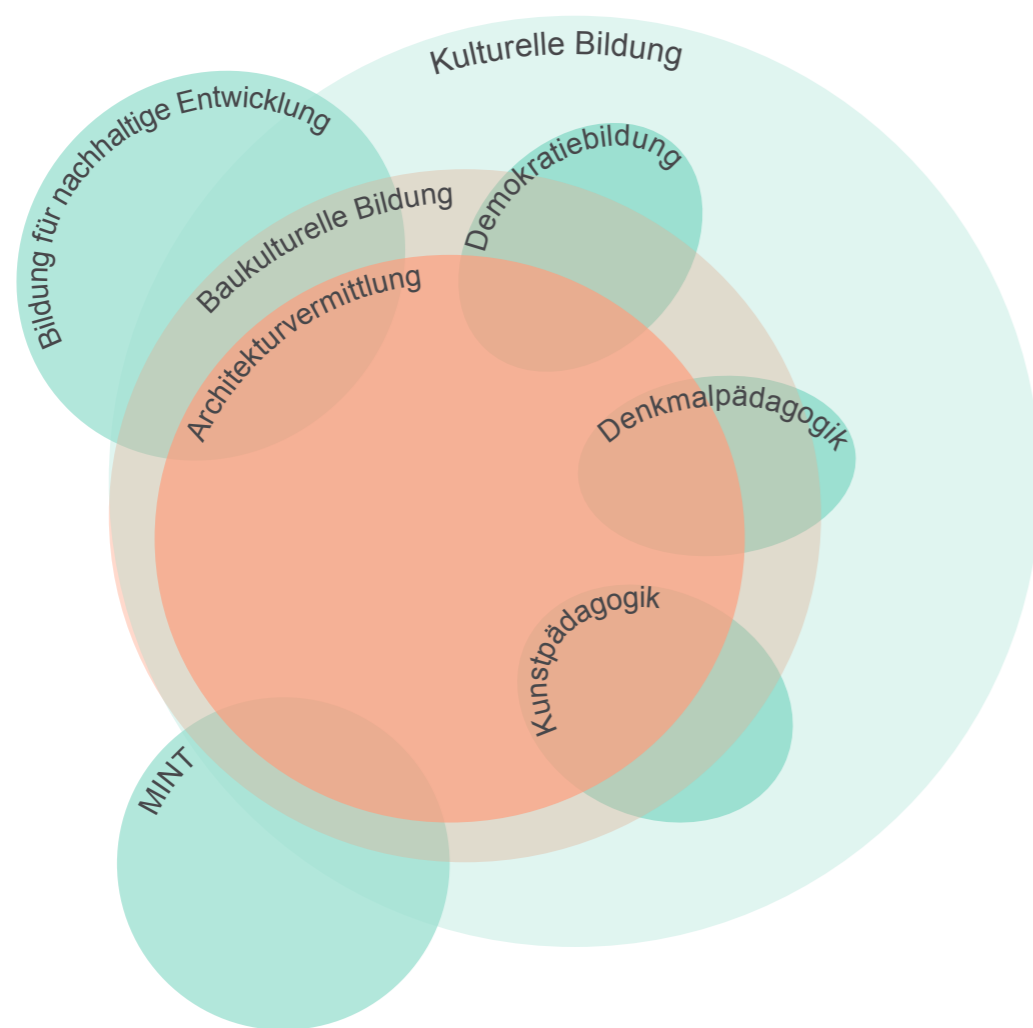 Kulturelle Bildung
Bildung für nachhaltige Entwicklung
Demokratiebildung
Baukulturelle Bildung
Architekturvermittlung
Denkmalpädagogik
Kunstpädagogik
MINT